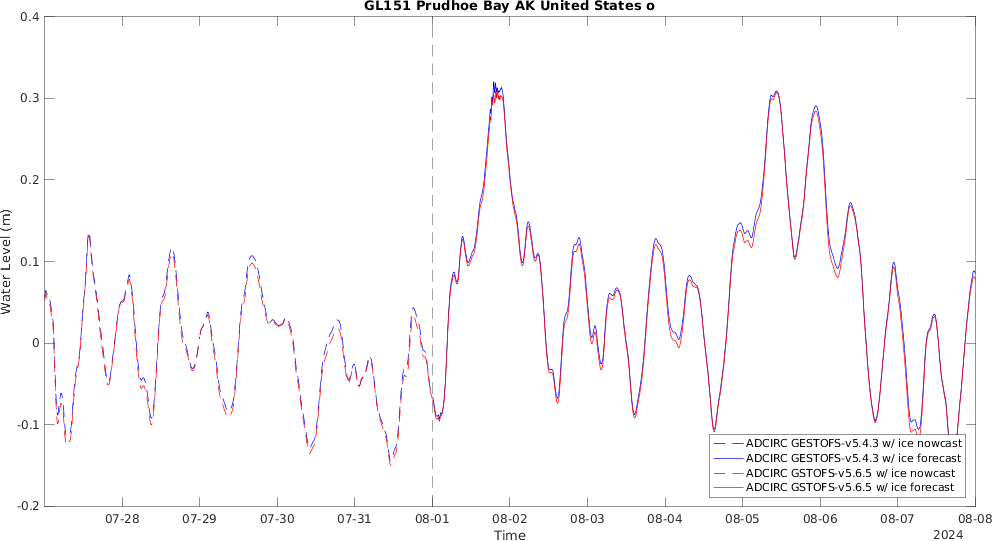 GL151 Prudhoe Bay AK United States o
0.4
0.3
0.2
0.1
0
-0.1
-0.2
Water Level (m)
ADCIRC GESTOFS-v5.4.3 w/ ice nowcast
ADCIRC GESTOFS-v5.4.3 w/ ice forecast
ADCIRC GSTOFS-v5.6.5 w/ ice nowcast
ADCIRC GSTOFS-v5.6.5 w/ ice forecast
07-28 07-29 07-30 07-31 08-01 08-02 08-03 08-04 08-05 08-06 08-07 08-08
Time
2024